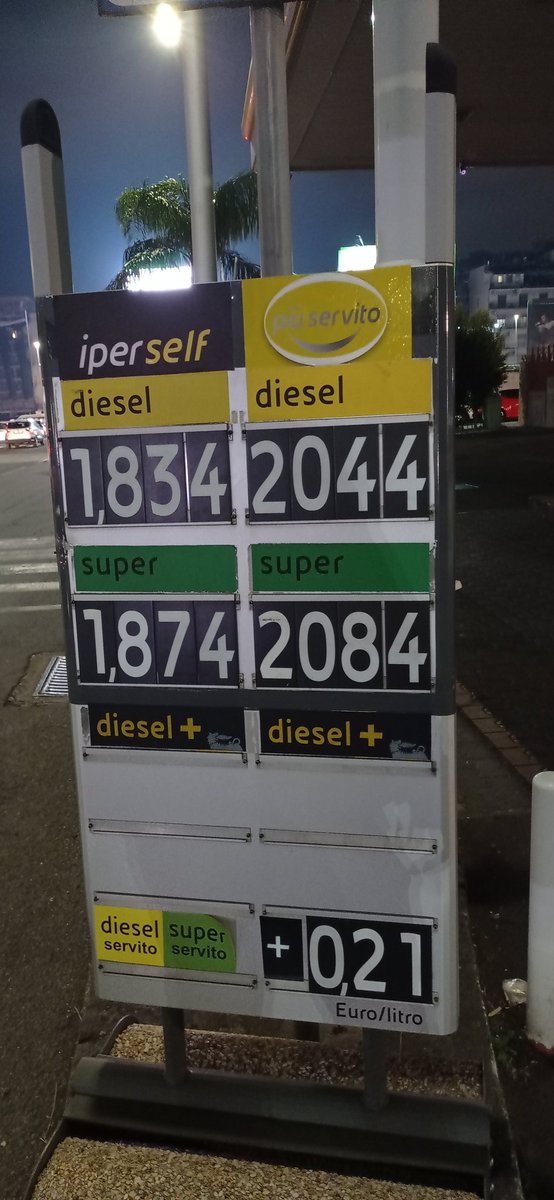 iperself
più servito
diesel
diesel
1,834
2044
super
super
1,874
2084
diesel+
diesel+
diesel servito
super servito
+ 0,21
Euro/litro